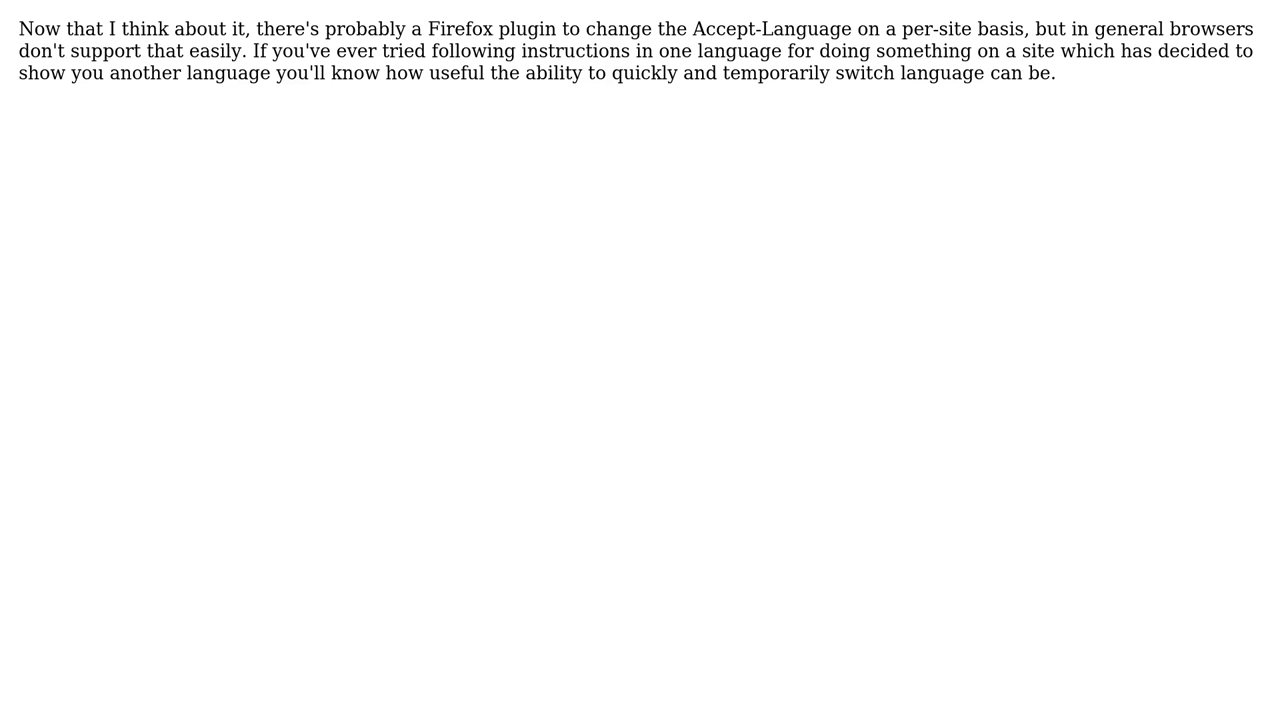 Now that I think about it, there's probably a Firefox plugin to change the Accept-Language on a per-site basis, but in general browsers
don't support that easily. If you've ever tried following instructions in one language for doing something on a site which has decided to
show you another language you'll know how useful the ability to quickly and temporarily switch language can be.